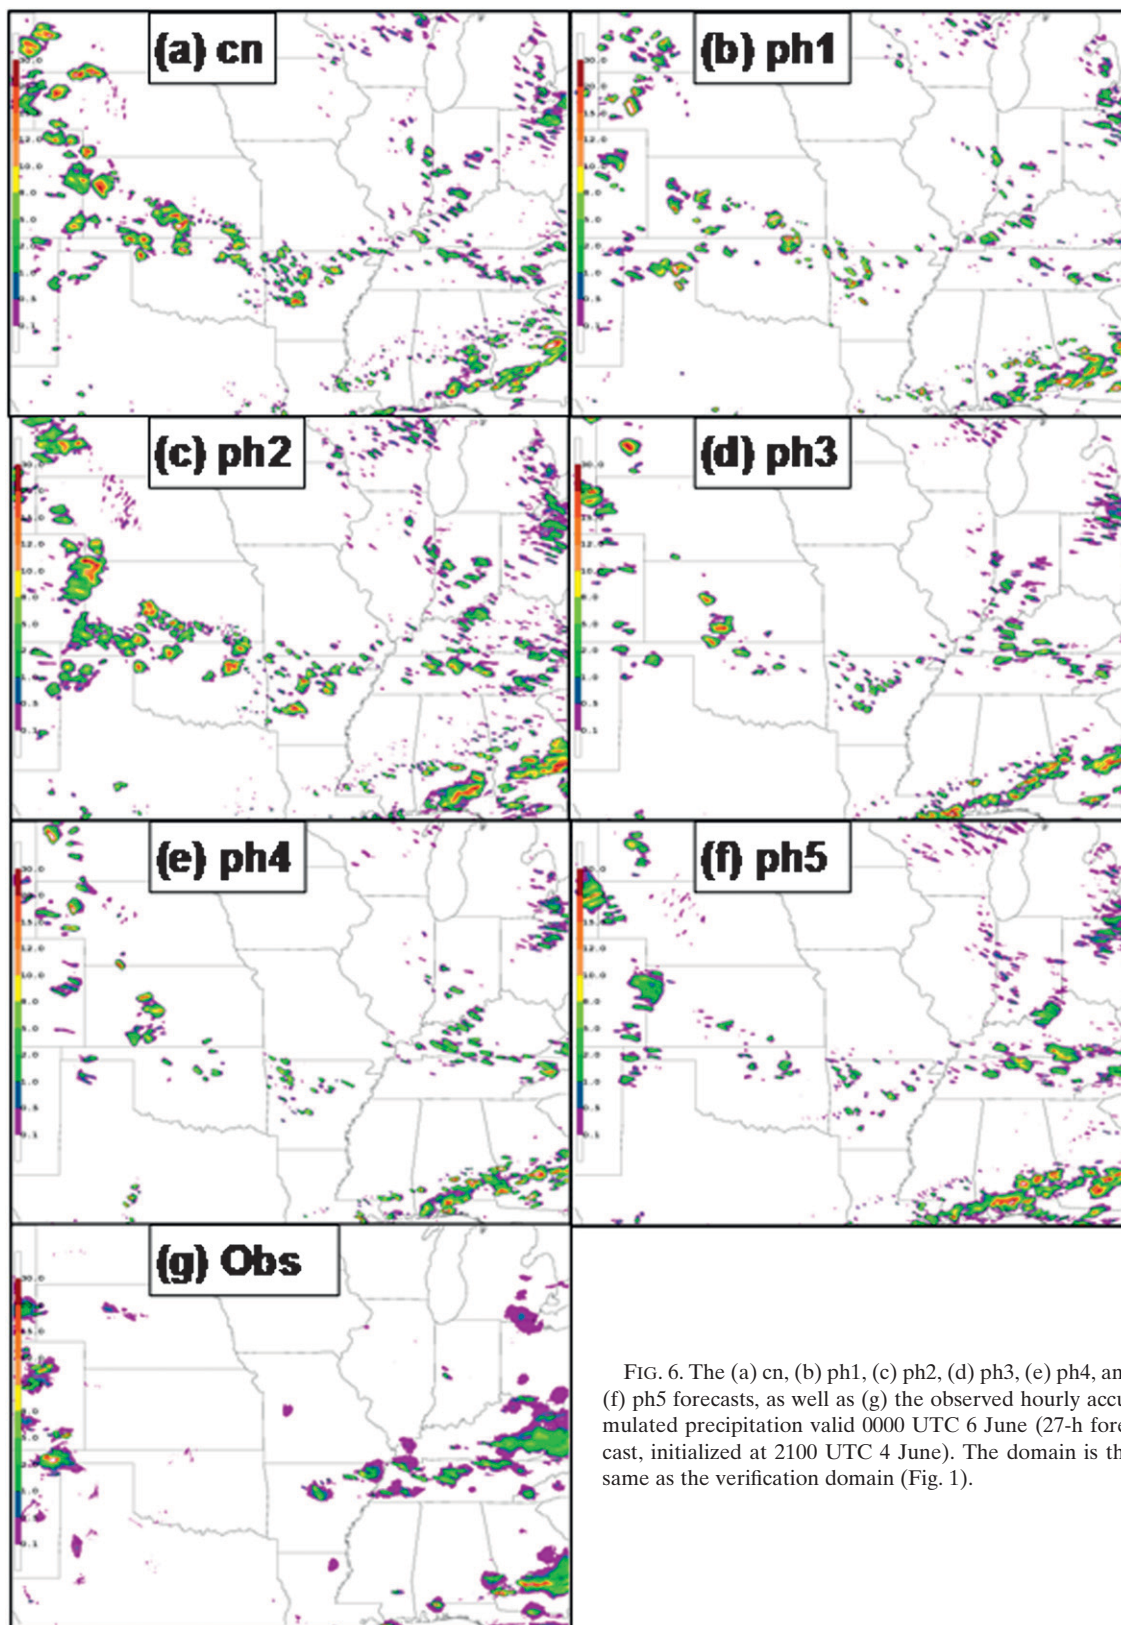 (a) cn
(b) ph1
(c) ph2
(d) ph3
(e) ph4
(f) ph5
(g) Obs
FIG. 6. The (a) cn, (b) ph1, (c) ph2, (d) ph3, (e) ph4, an
(f) ph5 forecasts, as well as (g) the observed hourly accu
mulated precipitation valid 0000 UTC 6 June (27-h fore
cast, initialized at 2100 UTC 4 June). The domain is th
same as the verification domain (Fig. 1).